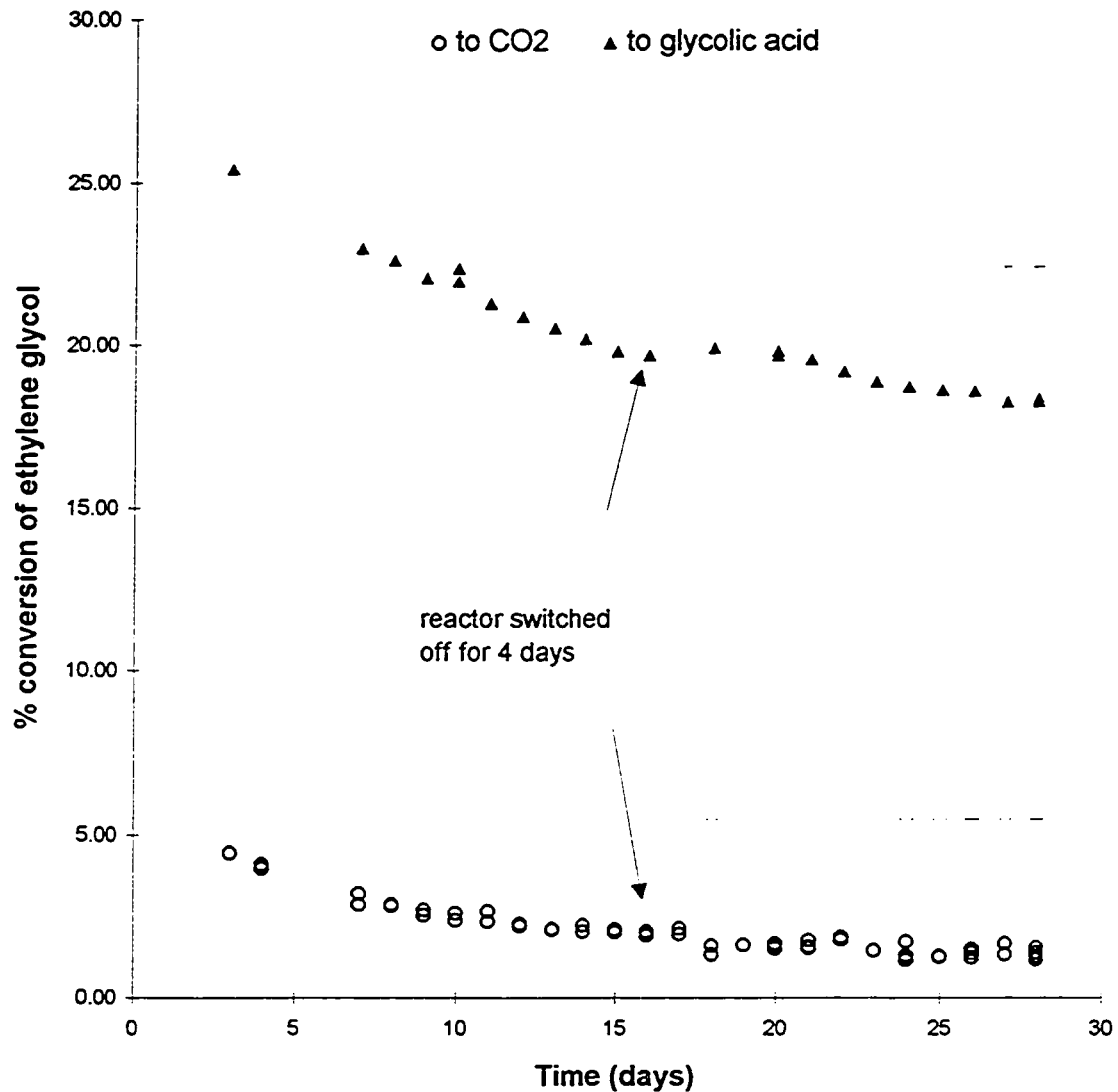 30.00
to CO2 to glycolic acid
25.00
20.00
15.00
10.00
5.00
0.00
% conversion of ethylene glycol
reactor switched
off for 4 days
0 5 10 15 20 25 30
Time (days)